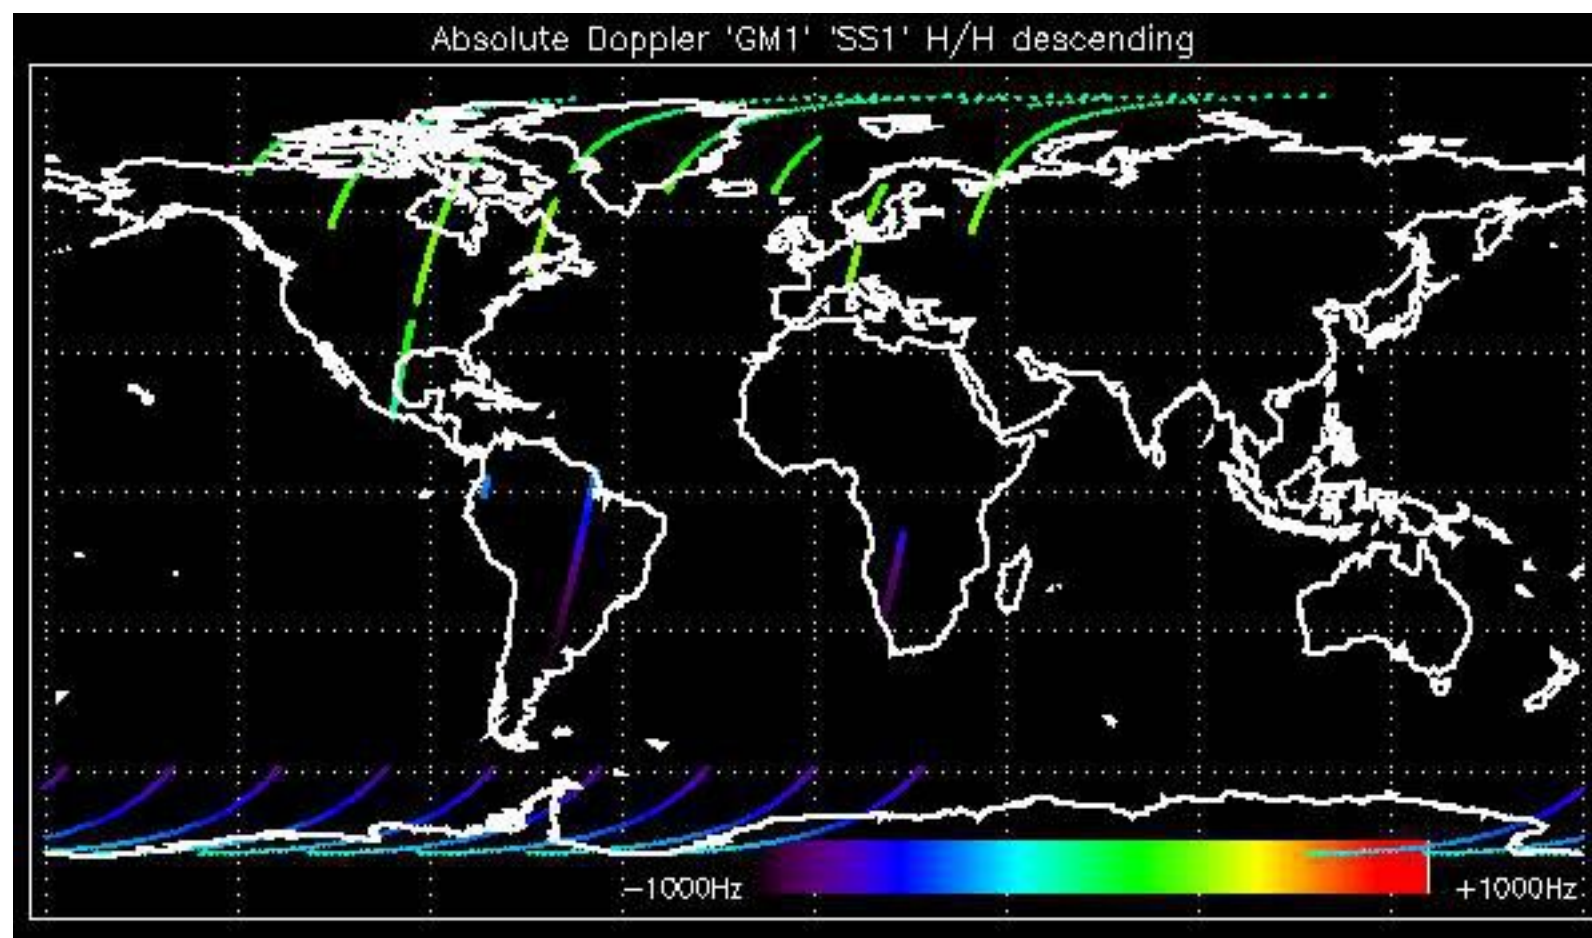 Absolute Doppler 'GM1' 'SS1' H/H descending
-1000Hz
+1000Hz